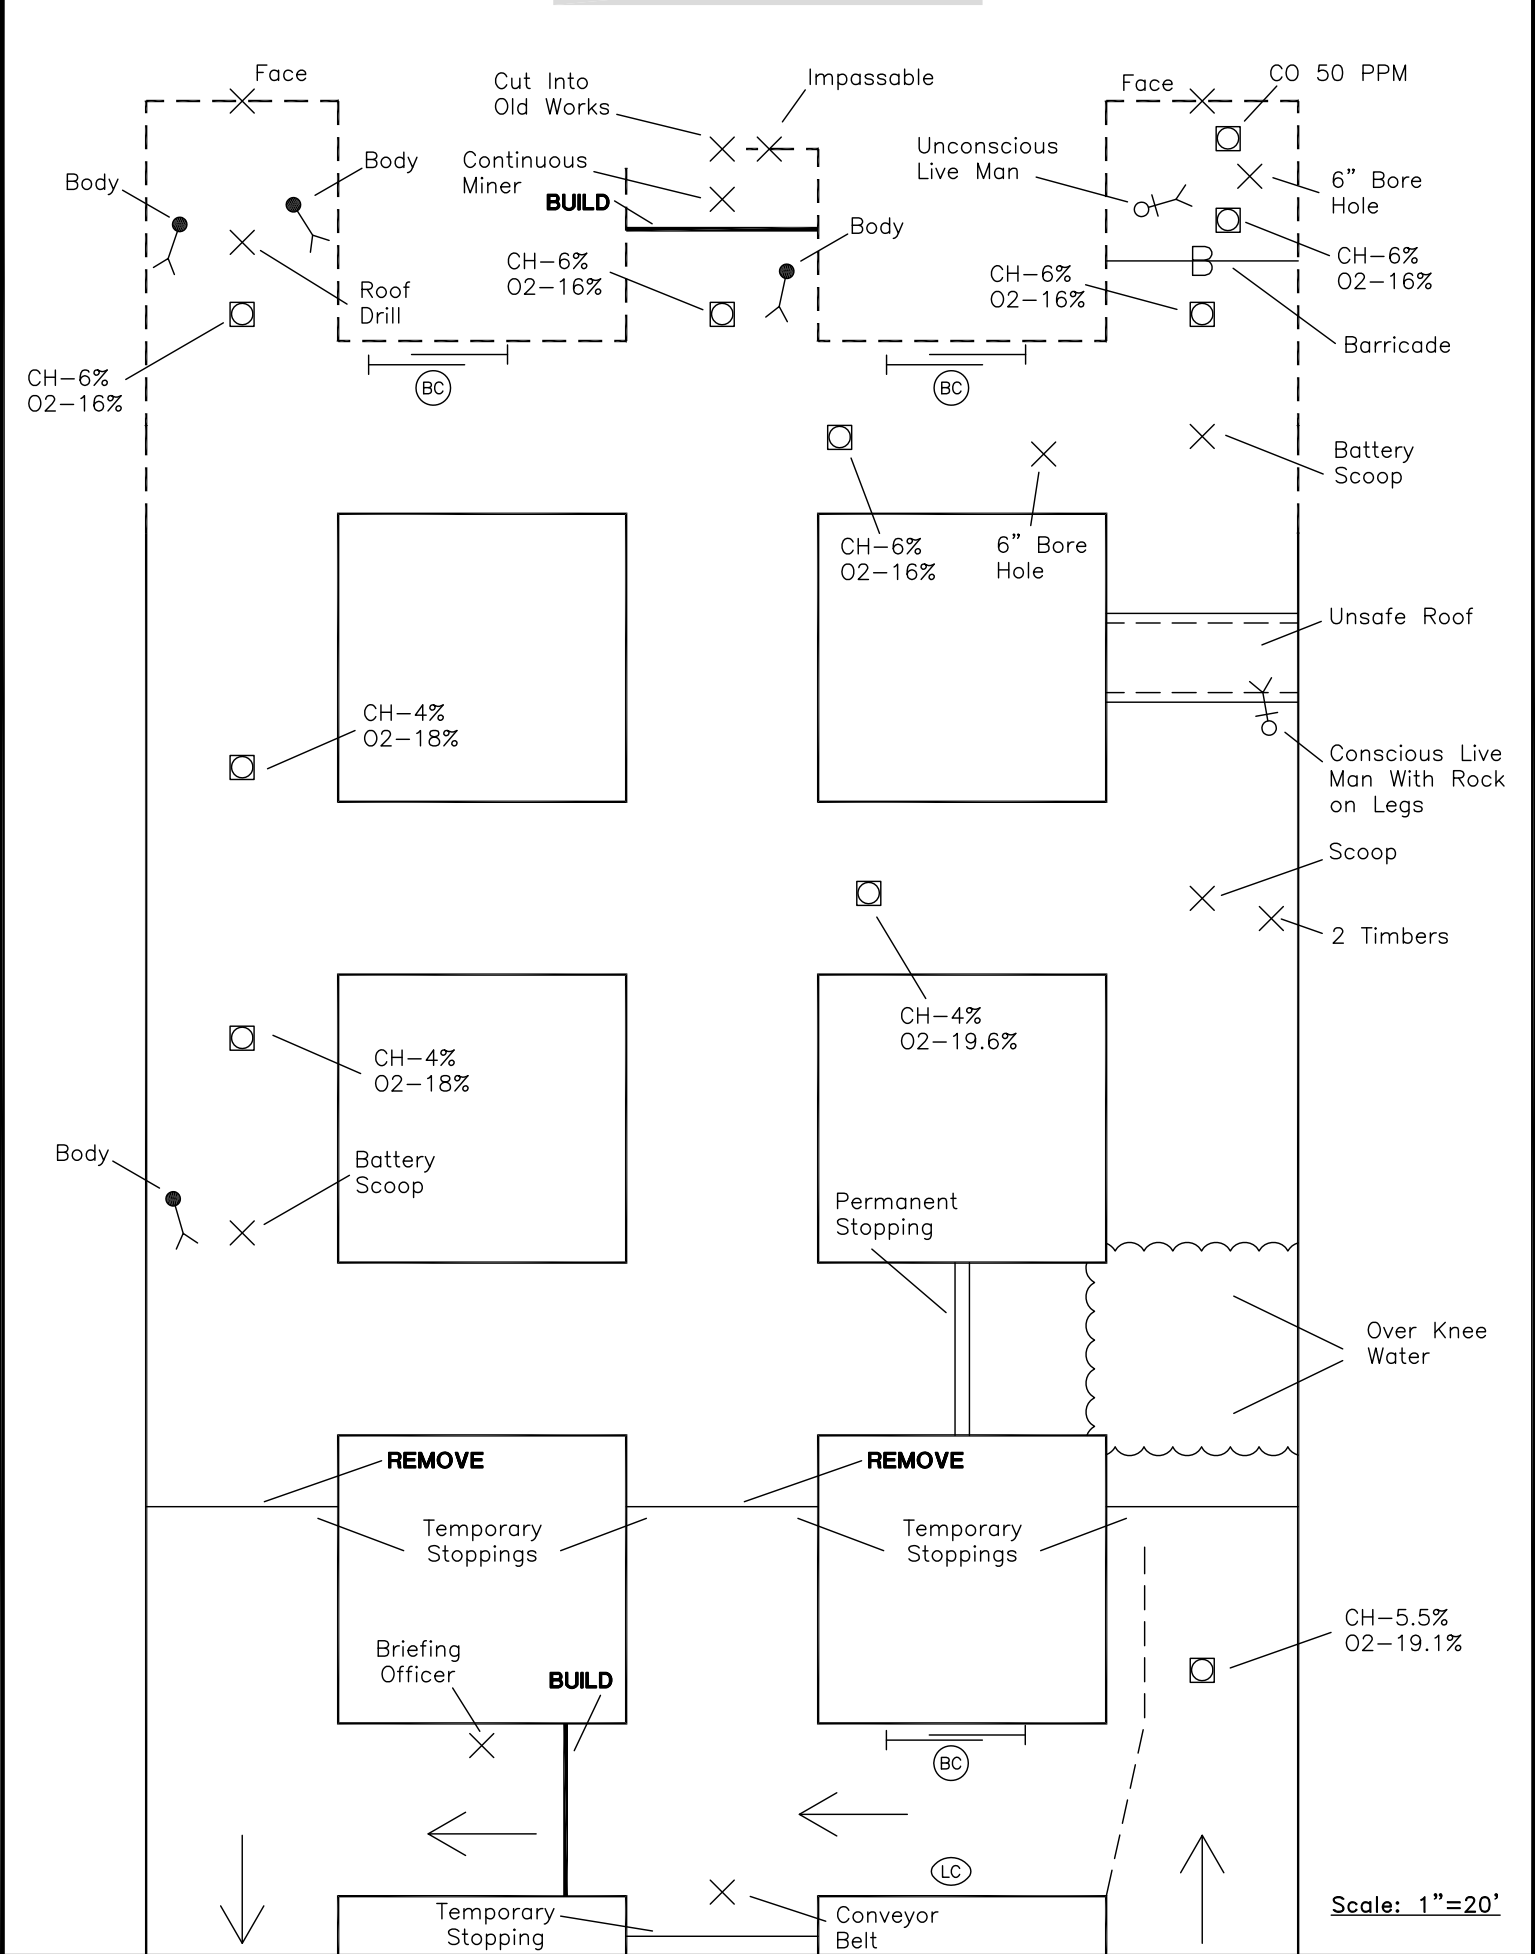 Face
Cut Into
Old Works
Impassable
Face
CO 50 PPM
Body
Body
Continuous
Miner
BUILD
Unconscious
Live Man
6" Bore
Hole
Body
CH-6%
O2-16%
CH-6%
O2-16%
CH-6%
O2-16%
B
Roof
Drill
Barricade
CH-6%
O2-16%
BC
BC
Battery
Scoop
CH-6%
O2-16%
6" Bore
Hole
Unsafe Roof
CH-4%
O2-18%
Conscious Live
Man With Rock
on Legs
Scoop
2 Timbers
CH-4%
O2-19.6%
CH-4%
O2-18%
Body
Battery
Scoop
Permanent
Stopping
Over Knee
Water
REMOVE
REMOVE
Temporary
Stoppings
Temporary
Stoppings
CH-5.5%
O2-19.1%
Briefing
Officer
BUILD
BC
LC
Temporary
Stopping
Conveyor
Belt
Scale: 1"=20'